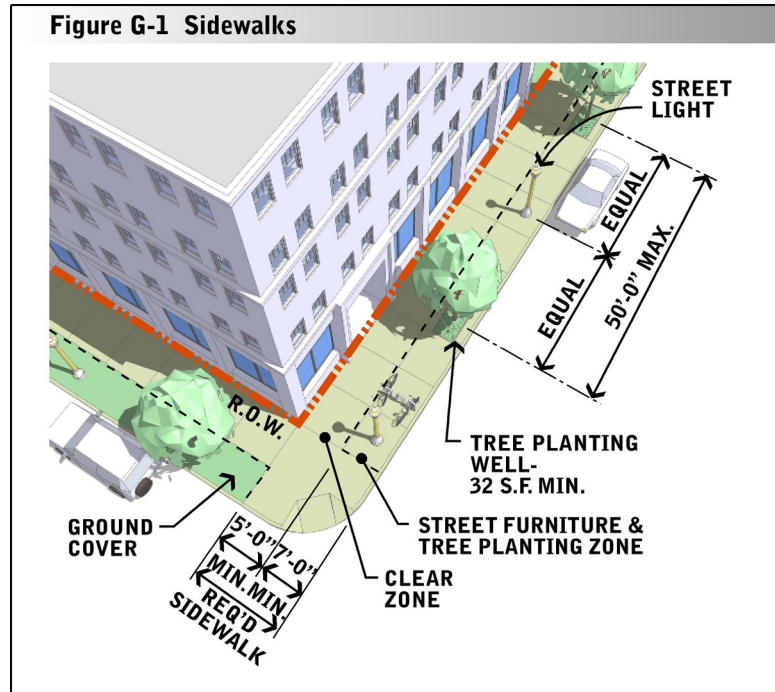 Figure G-1 Sidewalks
STREET
LIGHT
EQUAL
EQUAL
50'-0" MAX.
R.O.W.
TREE PLANTING
WELL-
32 S.F. MIN.
GROUND
COVER
STREET FURNITURE &
TREE PLANTING ZONE
CLEAR
ZONE
5'-0" 7'-0"
MIN. MIN.
REQ'D
SIDEWALK